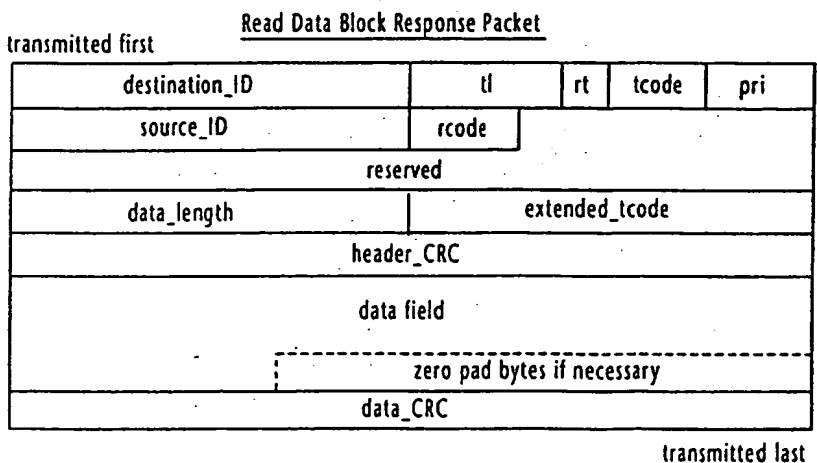 Read Data Block Response Packet
transmitted first
destination_ID tl rt tcode pri
source_ID rcode
reserved
data_length extended_tcode
header_CRC
data field
zero pad bytes if necessary
data_CRC
transmitted last